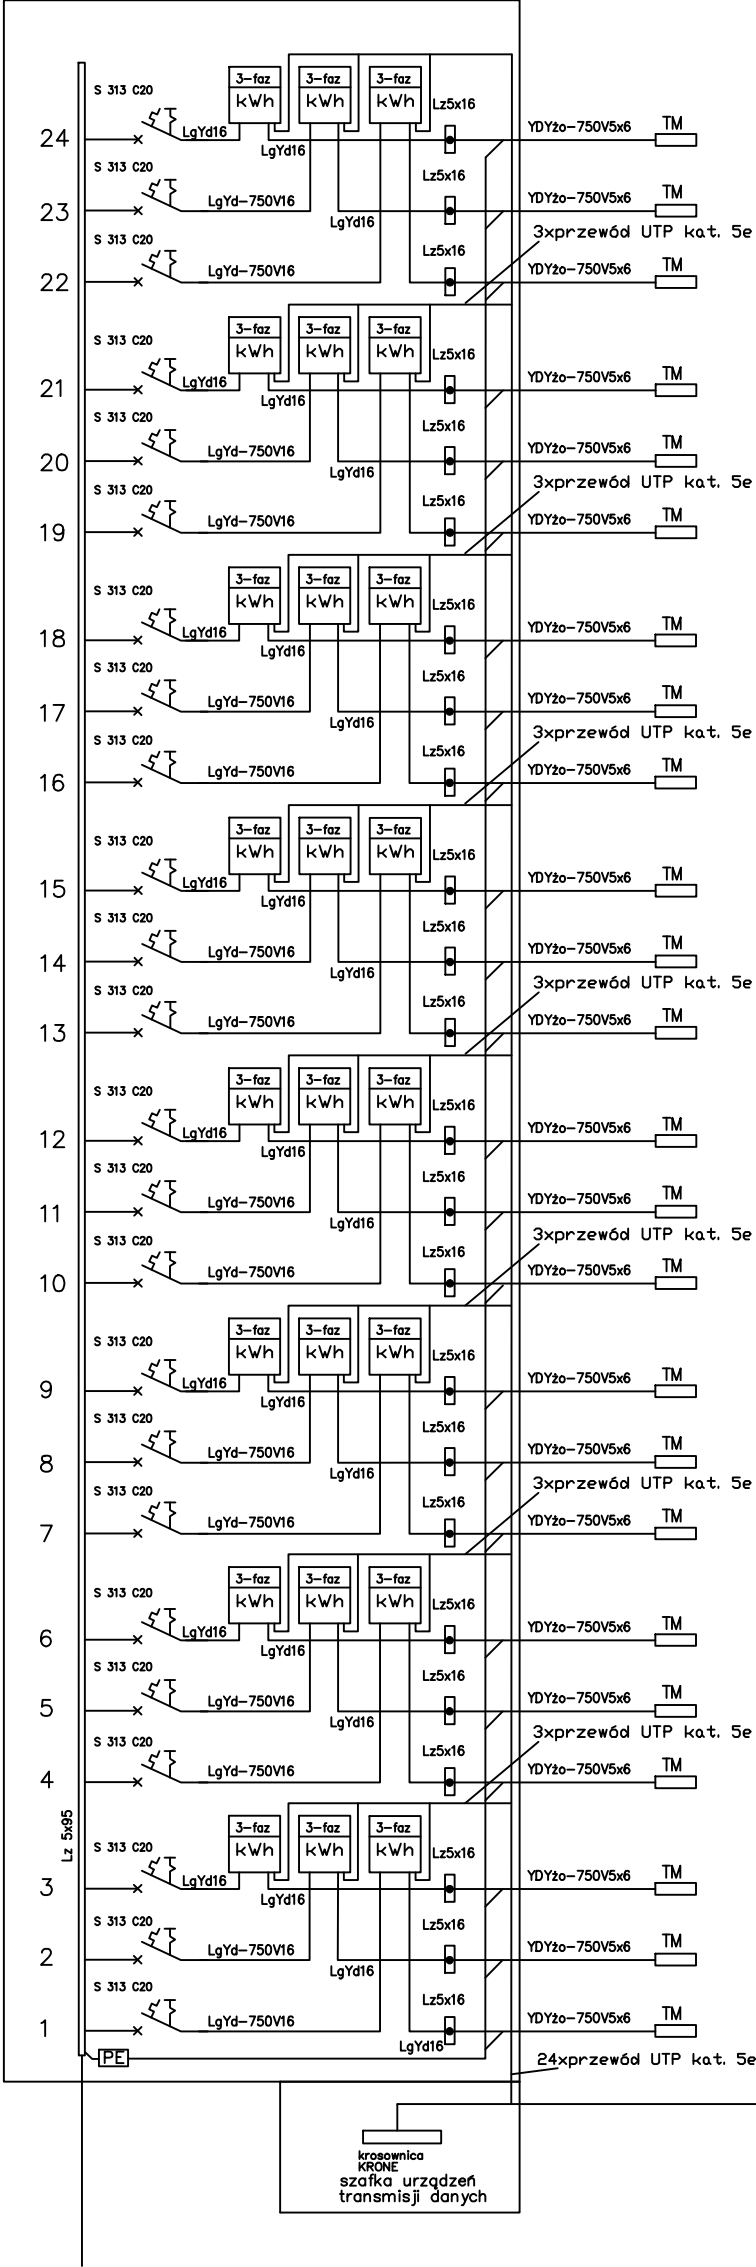 3-faz 3-faz 3-faz
S 313 C20 kWh kWh kWh Lz5x16
24 LgYd16 LgYd16 YDYżo-750V5x6 TM
S 313 C20 Lz5x16
23 LgYd-750V16 LgYd16 YDYżo-750V5x6 TM
3xprzewód UTP kat. 5e
S 313 C20 Lz5x16
22 LgYd-750V16 YDYżo-750V5x6 TM
3-faz 3-faz 3-faz
S 313 C20 kWh kWh kWh Lz5x16
21 LgYd16 LgYd16 YDYżo-750V5x6 TM
S 313 C20 Lz5x16
20 LgYd-750V16 LgYd16 YDYżo-750V5x6 TM
3xprzewód UTP kat. 5e
S 313 C20 Lz5x16
19 LgYd-750V16 YDYżo-750V5x6 TM
3-faz 3-faz 3-faz
S 313 C20 kWh kWh kWh Lz5x16
18 LgYd16 LgYd16 YDYżo-750V5x6 TM
S 313 C20 Lz5x16
17 LgYd-750V16 LgYd16 YDYżo-750V5x6 TM
3xprzewód UTP kat. 5e
S 313 C20 Lz5x16
16 LgYd-750V16 YDYżo-750V5x6 TM
3-faz 3-faz 3-faz
S 313 C20 kWh kWh kWh Lz5x16
15 LgYd16 LgYd16 YDYżo-750V5x6 TM
S 313 C20 Lz5x16
14 LgYd-750V16 LgYd16 YDYżo-750V5x6 TM
3xprzewód UTP kat. 5e
S 313 C20 Lz5x16
13 LgYd-750V16 YDYżo-750V5x6 TM
3-faz 3-faz 3-faz
S 313 C20 kWh kWh kWh Lz5x16
12 LgYd16 LgYd16 YDYżo-750V5x6 TM
S 313 C20 Lz5x16
11 LgYd-750V16 LgYd16 YDYżo-750V5x6 TM
3xprzewód UTP kat. 5e
S 313 C20 Lz5x16
10 LgYd-750V16 YDYżo-750V5x6 TM
3-faz 3-faz 3-faz
S 313 C20 kWh kWh kWh Lz5x16
9 LgYd16 LgYd16 YDYżo-750V5x6 TM
S 313 C20 Lz5x16
8 LgYd-750V16 LgYd16 YDYżo-750V5x6 TM
3xprzewód UTP kat. 5e
S 313 C20 Lz5x16
7 LgYd-750V16 YDYżo-750V5x6 TM
3-faz 3-faz 3-faz
S 313 C20 kWh kWh kWh Lz5x16
6 LgYd16 LgYd16 YDYżo-750V5x6 TM
S 313 C20 Lz5x16
5 LgYd-750V16 LgYd16 YDYżo-750V5x6 TM
3xprzewód UTP kat. 5e
S 313 C20 Lz5x16
4 LgYd-750V16 YDYżo-750V5x6 TM
Lz 5x95
3-faz 3-faz 3-faz
S 313 C20 kWh kWh kWh Lz5x16
3 LgYd16 LgYd16 YDYżo-750V5x6 TM
S 313 C20 Lz5x16
2 LgYd-750V16 LgYd16 YDYżo-750V5x6 TM
S 313 C20 Lz5x16
1 LgYd-750V16 LgYd16 YDYżo-750V5x6 TM
PE
24xprzewód UTP kat. 5e
krosownica
KRONE
szafka urządzeń
transmisji danych